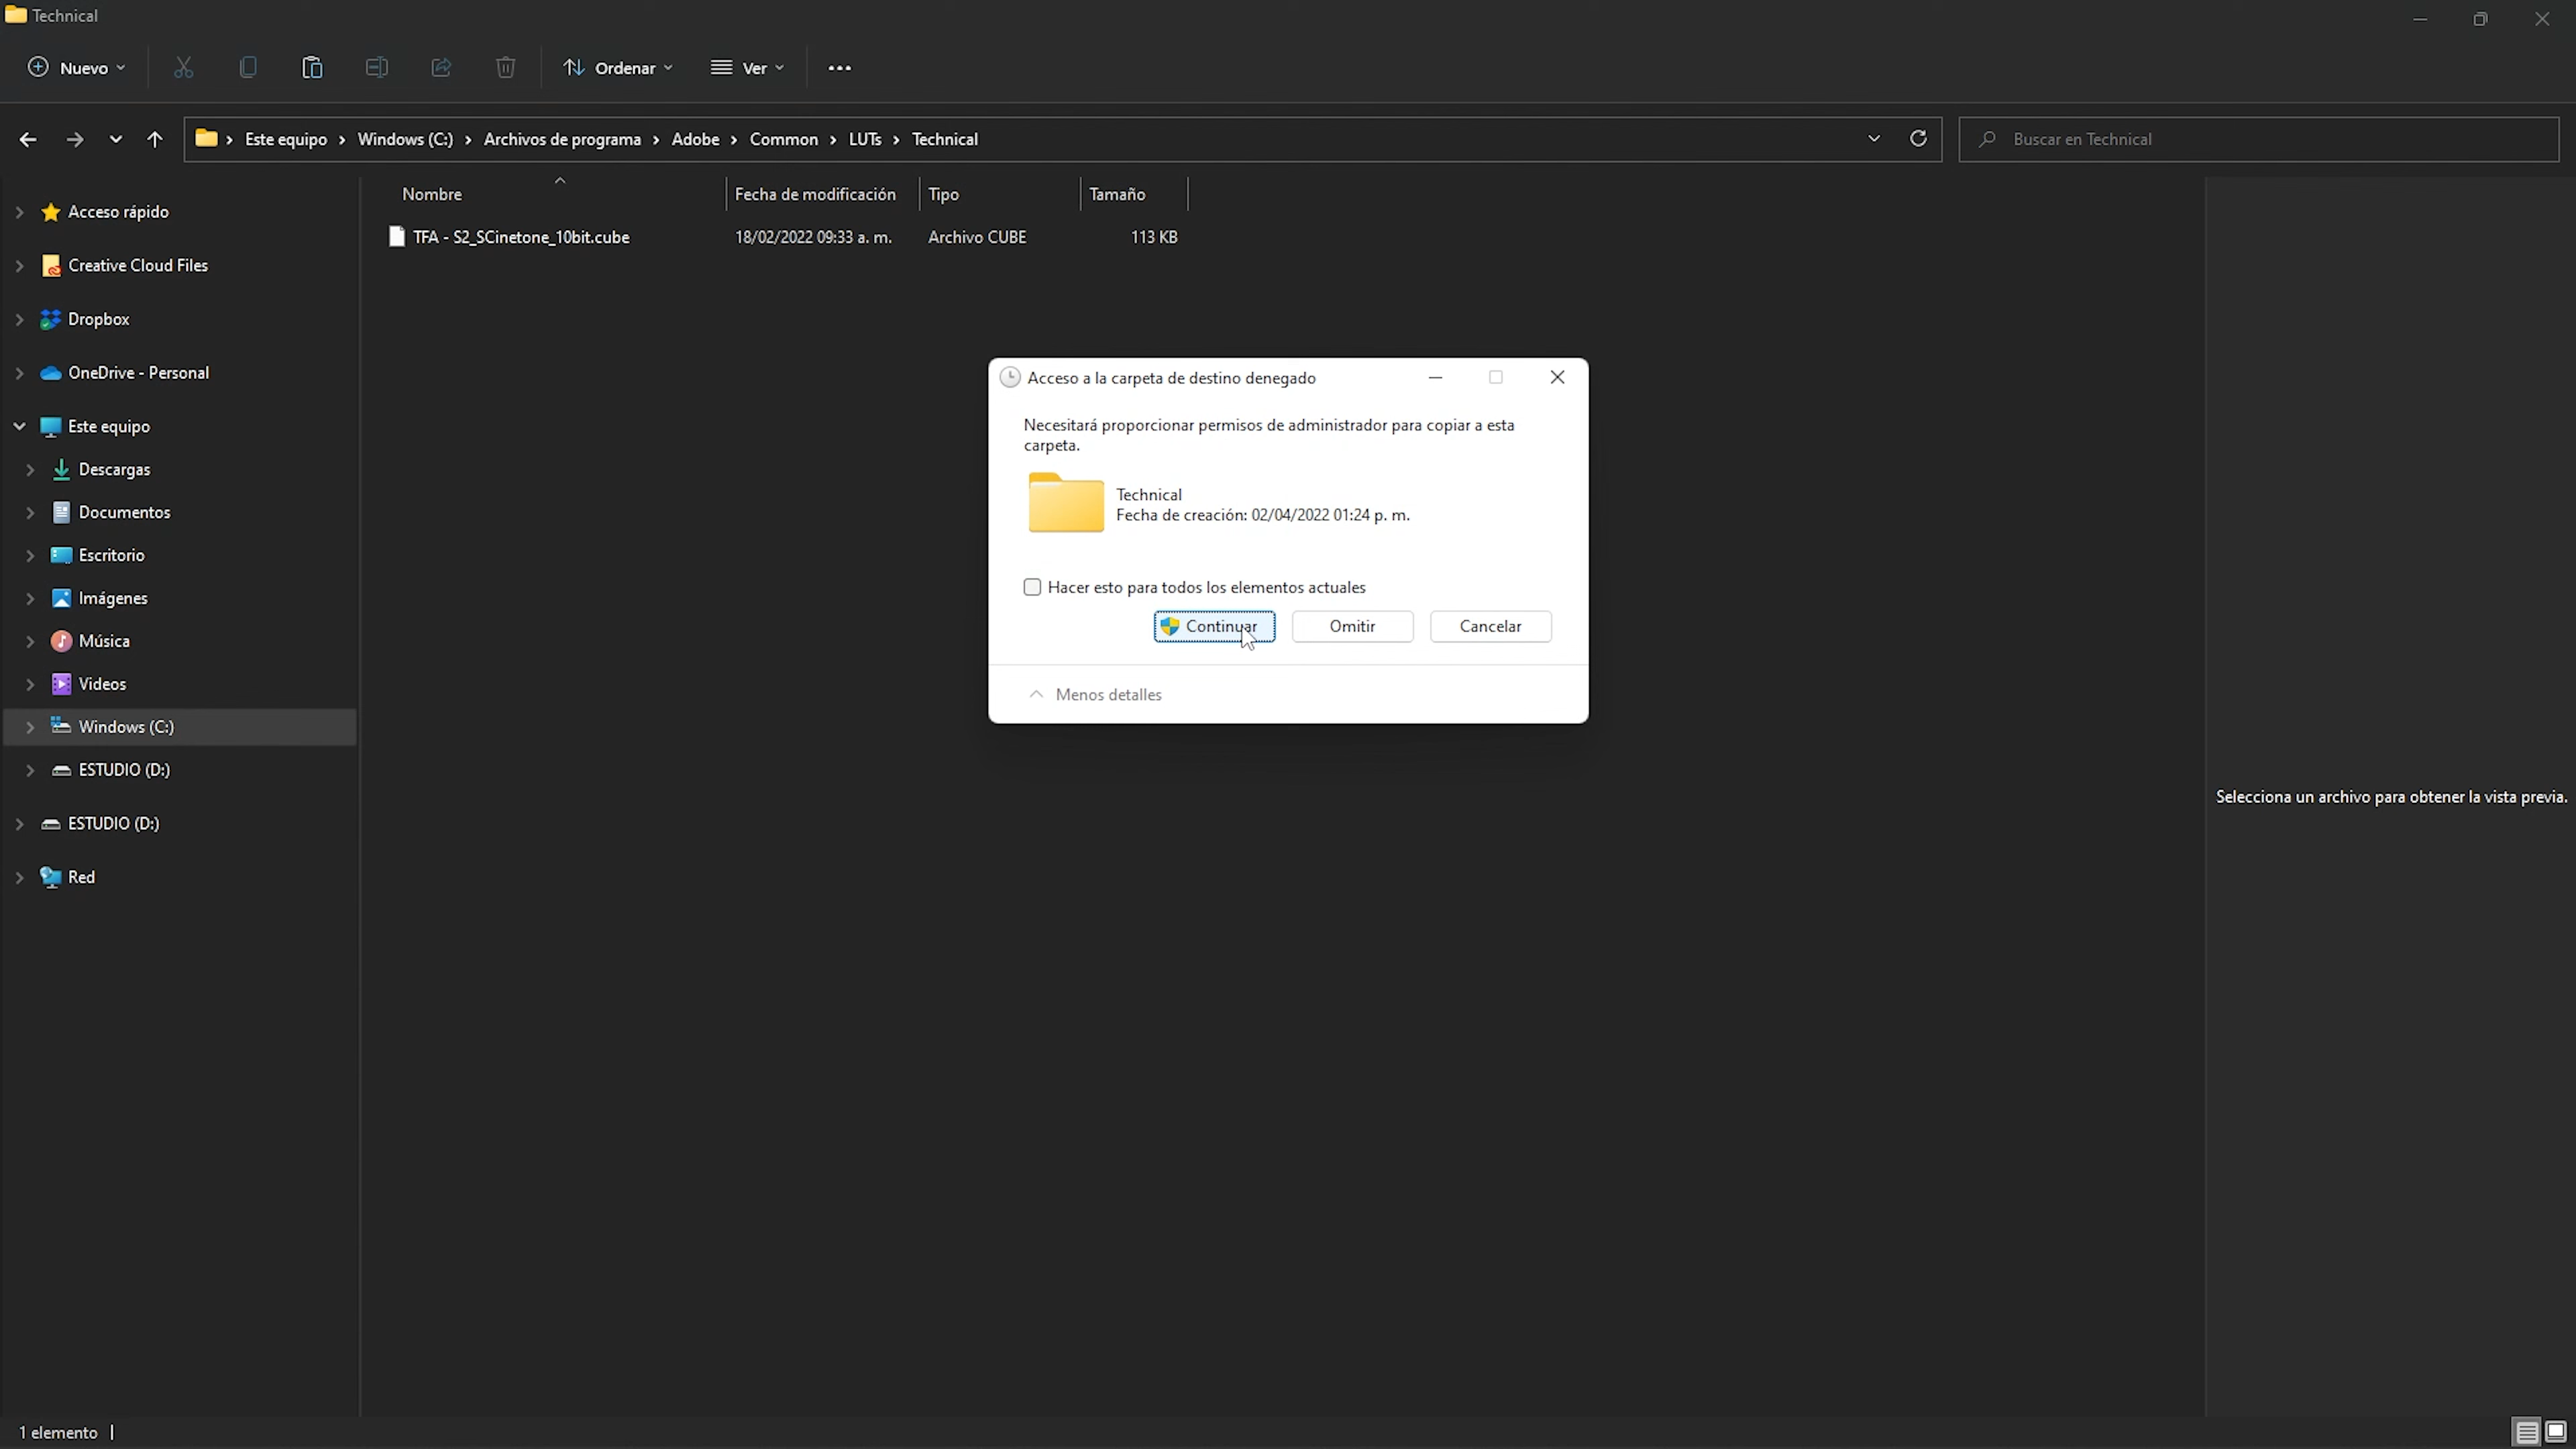 Technical
Nuevo
Ordenar
Ver
Este equipo > Windows (C:) > Archivos de programa > Adobe > Common > LUTs > Technical
Buscar en Technical
Nombre Fecha de modificación Tipo Tamaño
TFA - S2_SCinetone_10bit.cube 18/02/2022 09:33 a. m. Archivo CUBE 113 KB
Acceso rápido
Creative Cloud Files
Dropbox
OneDrive - Personal
Este equipo
Descargas
Documentos
Escritorio
Imágenes
Música
Videos
Windows (C:)
ESTUDIO (D:)
ESTUDIO (D:)
Red
Acceso a la carpeta de destino denegado
Necesitará proporcionar permisos de administrador para copiar a esta
carpeta.
Technical
Fecha de creación: 02/04/2022 01:24 p. m.
Hacer esto para todos los elementos actuales
Continuar Omitir Cancelar
Menos detalles
Selecciona un archivo para obtener la vista previa.
1 elemento